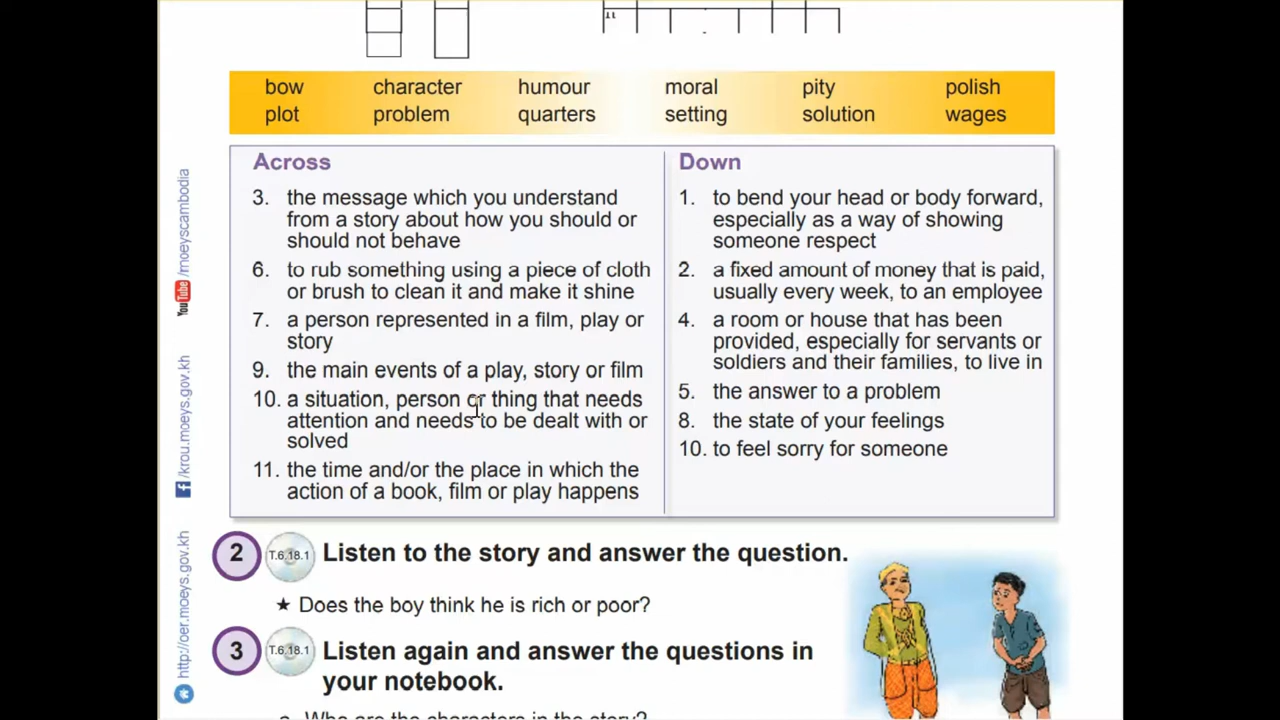 11
bow character humour moral pity polish
plot problem quarters setting solution wages
Across
3. the message which you understand
from a story about how you should or
should not behave
6. to rub something using a piece of cloth
or brush to clean it and make it shine
7. a person represented in a film, play or
story
9. the main events of a play, story or film
10. a situation, person or thing that needs
attention and needs to be dealt with or
solved
11. the time and/or the place in which the
action of a book, film or play happens
Down
1. to bend your head or body forward,
especially as a way of showing
someone respect
2. a fixed amount of money that is paid,
usually every week, to an employee
4. a room or house that has been
provided, especially for servants or
soldiers and their families, to live in
5. the answer to a problem
8. the state of your feelings
10. to feel sorry for someone
2 T.6.18.1 Listen to the story and answer the question.
★ Does the boy think he is rich or poor?
3 T.6.18.1 Listen again and answer the questions in
your notebook.
a. Who are the characters in the story?
YouTube /moeyscambodia
f /krou.moeys.gov.kh
http://oer.moeys.gov.kh